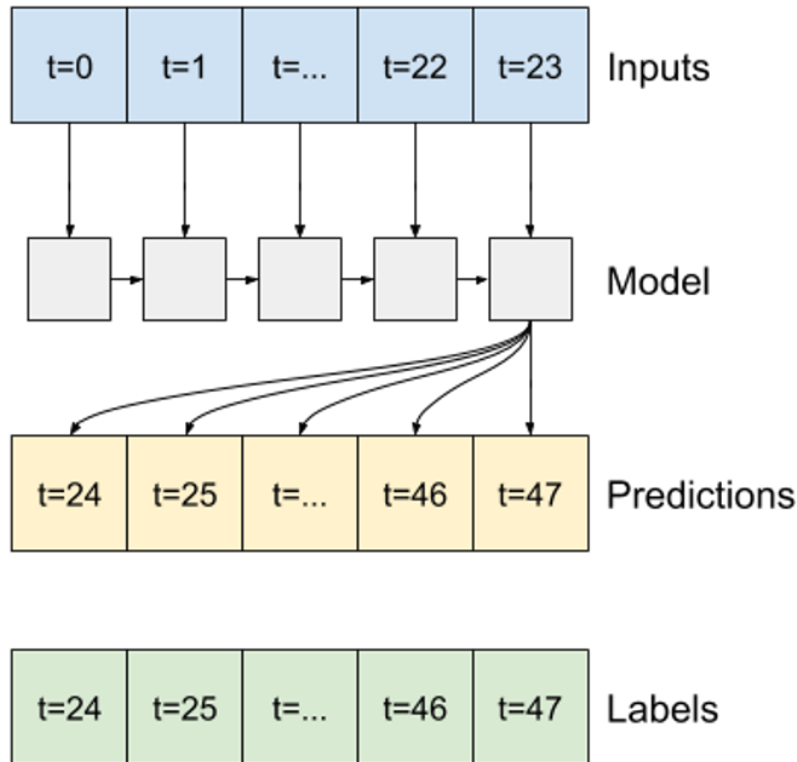 t=0 t=1 t=... t=22 t=23 Inputs
Model
t=24 t=25 t=... t=46 t=47 Predictions
t=24 t=25 t=... t=46 t=47 Labels